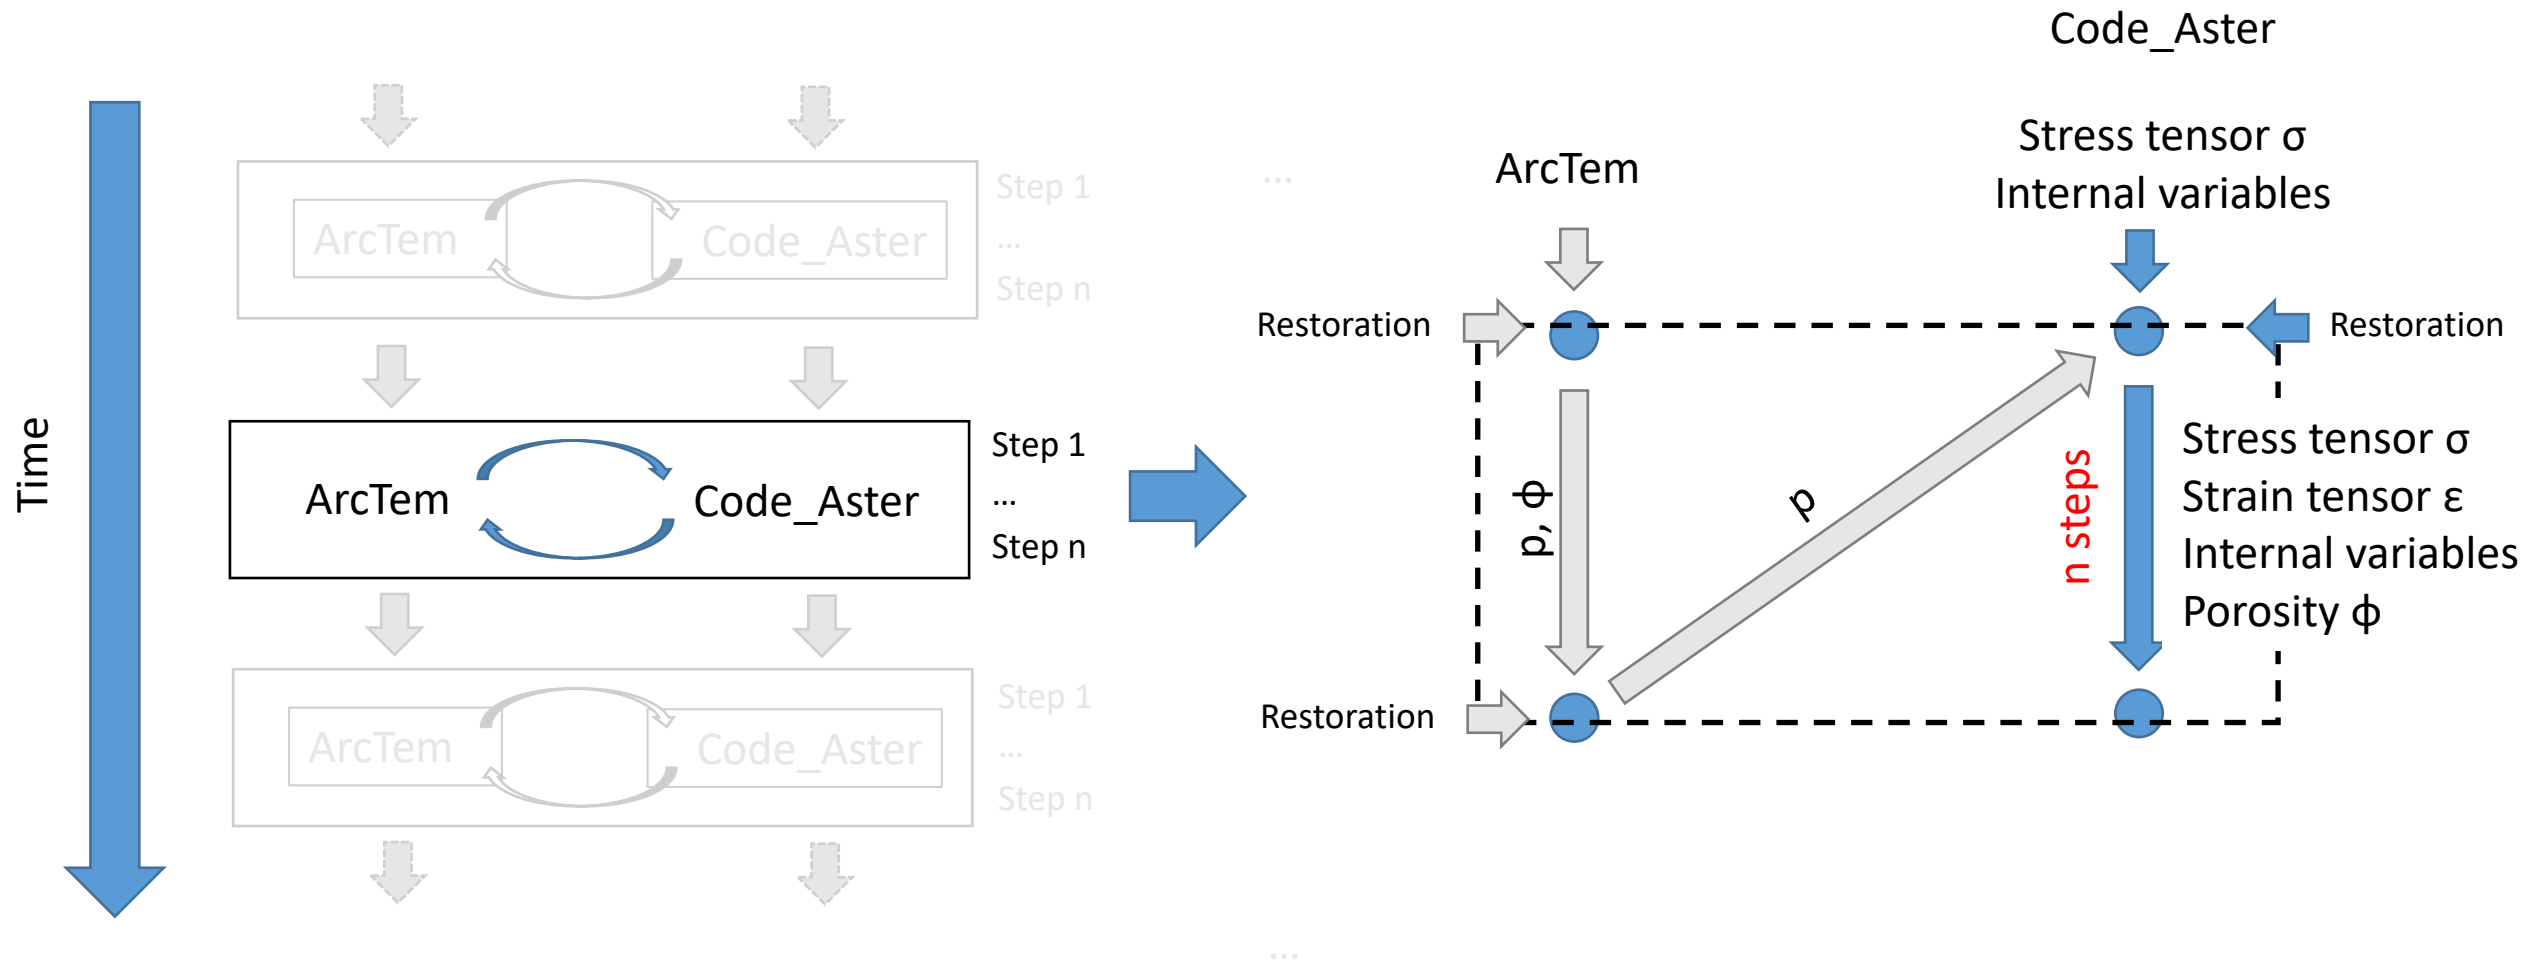 Time
ArcTem
Code_Aster
Step 1
...
Step n
ArcTem
Code_Aster
Step 1
...
Step n
ArcTem
Code_Aster
Step 1
...
Step n
...
Code_Aster
ArcTem
Stress tensor σ
Internal variables
Restoration
Restoration
p, ϕ
p
n steps
Stress tensor σ
Strain tensor ε
Internal variables
Porosity ϕ
Restoration
...